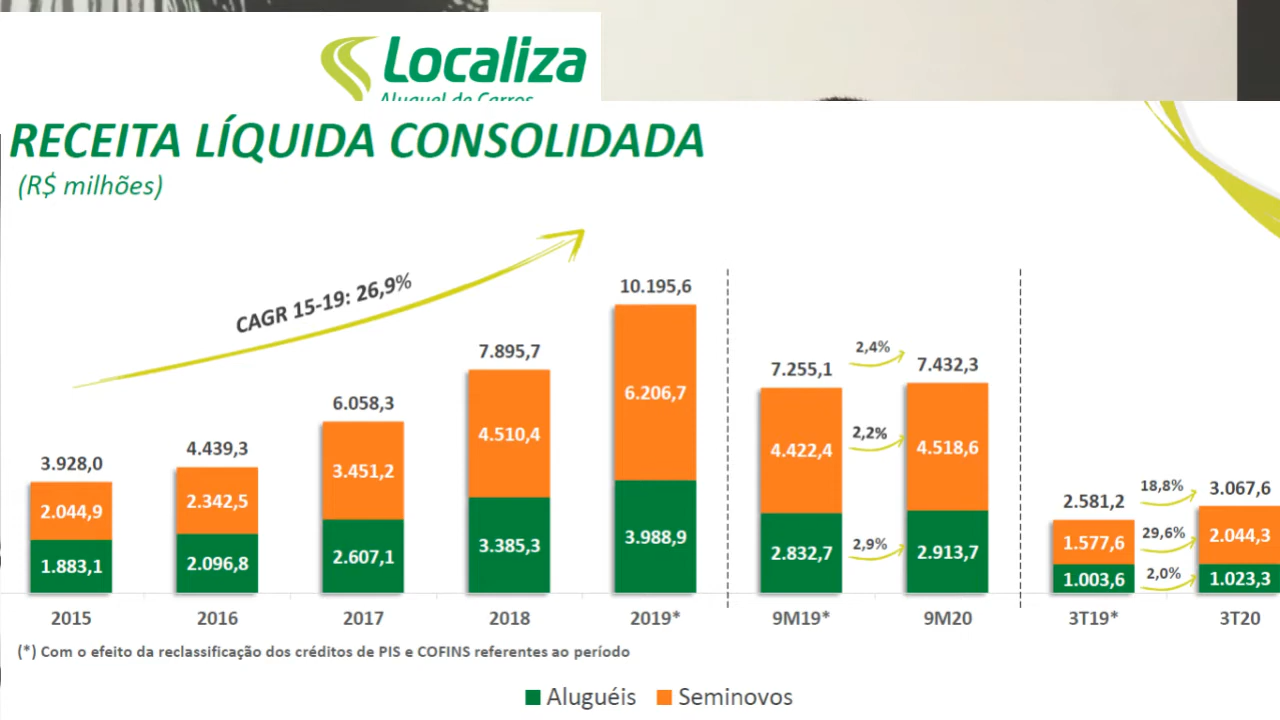 Localiza
Aluguel de Carros
RECEITA LÍQUIDA CONSOLIDADA
(R$ milhões)
CAGR 15-19: 26,9%
3.928,0 4.439,3 6.058,3 7.895,7 10.195,6 7.255,1 2,4% 7.432,3 2.581,2 18,8% 3.067,6
2.044,9 2.342,5 3.451,2 4.510,4 6.206,7 4.422,4 2,2% 4.518,6 1.577,6 29,6% 2.044,3
1.883,1 2.096,8 2.607,1 3.385,3 3.988,9 2.832,7 2,9% 2.913,7 1.003,6 2,0% 1.023,3
2015 2016 2017 2018 2019* 9M19* 9M20 3T19* 3T20
(*) Com o efeito da reclassificação dos créditos de PIS e COFINS referentes ao período
Aluguéis Seminovos